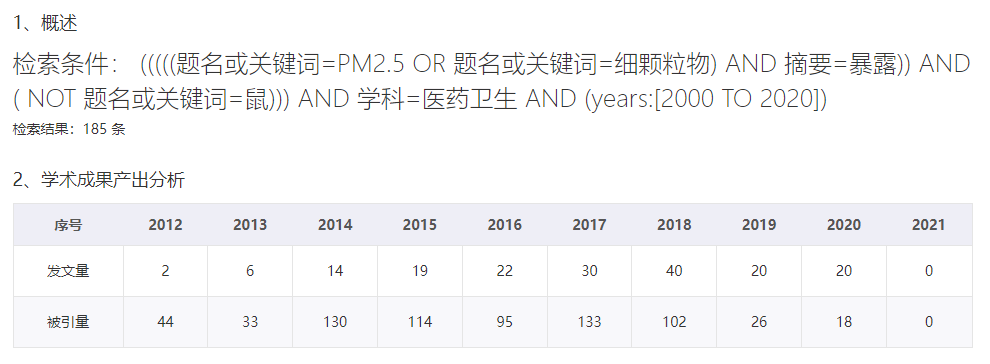 1、概述
检索条件： (((((题名或关键词=PM2.5 OR 题名或关键词=细颗粒物) AND 摘要=暴露)) AND
( NOT 题名或关键词=鼠))) AND 学科=医药卫生 AND (years:[2000 TO 2020])
检索结果：185 条
2、学术成果产出分析
序号 2012 2013 2014 2015 2016 2017 2018 2019 2020 2021
发文量 2 6 14 19 22 30 40 20 20 0
被引量 44 33 130 114 95 133 102 26 18 0